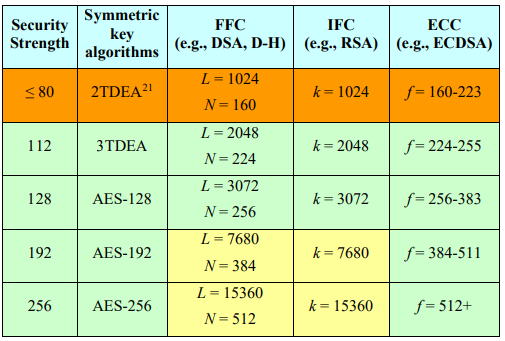 Security Strength | Symmetric key algorithms | FFC (e.g., DSA, D-H) | IFC (e.g., RSA) | ECC (e.g., ECDSA)
≤ 80 | 2TDEA21 | L = 1024 N = 160 | k = 1024 | f = 160-223
112 | 3TDEA | L = 2048 N = 224 | k = 2048 | f = 224-255
128 | AES-128 | L = 3072 N = 256 | k = 3072 | f = 256-383
192 | AES-192 | L = 7680 N = 384 | k = 7680 | f = 384-511
256 | AES-256 | L = 15360 N = 512 | k = 15360 | f = 512+